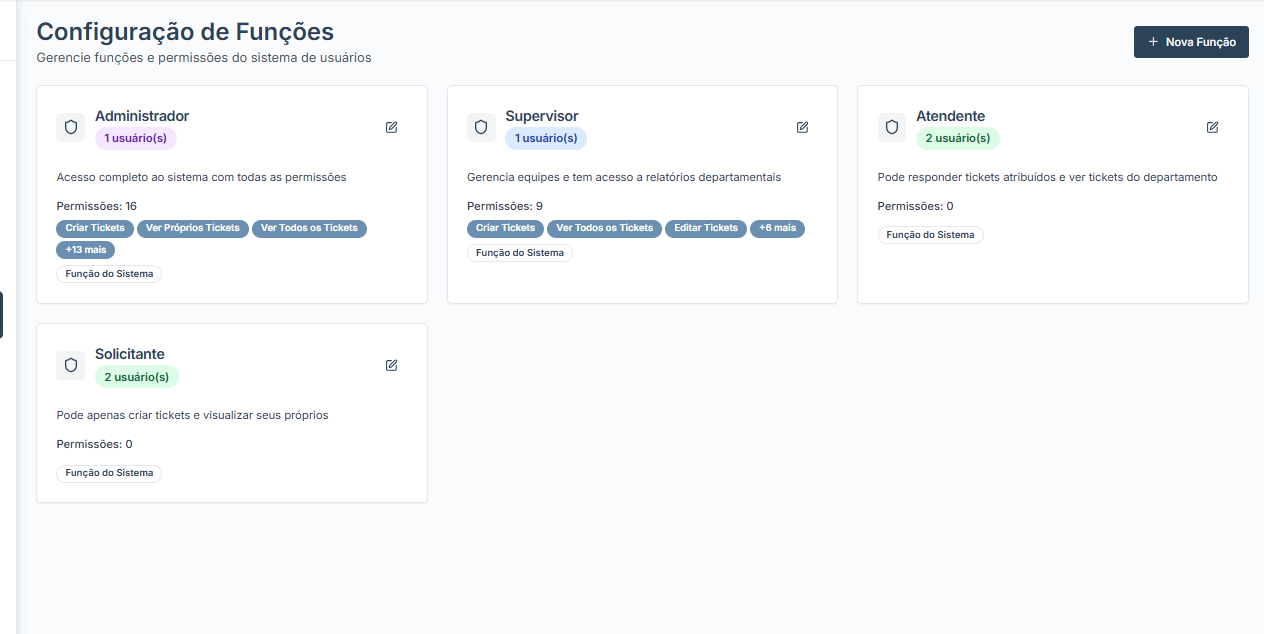 Configuração de Funções
Gerencie funções e permissões do sistema de usuários
+ Nova Função
Administrador
1 usuário(s)
Acesso completo ao sistema com todas as permissões
Permissões: 16
Criar Tickets Ver Próprios Tickets Ver Todos os Tickets
+13 mais
Função do Sistema
Supervisor
1 usuário(s)
Gerencia equipes e tem acesso a relatórios departamentais
Permissões: 9
Criar Tickets Ver Todos os Tickets Editar Tickets +6 mais
Função do Sistema
Atendente
2 usuário(s)
Pode responder tickets atribuídos e ver tickets do departamento
Permissões: 0
Função do Sistema
Solicitante
2 usuário(s)
Pode apenas criar tickets e visualizar seus próprios
Permissões: 0
Função do Sistema